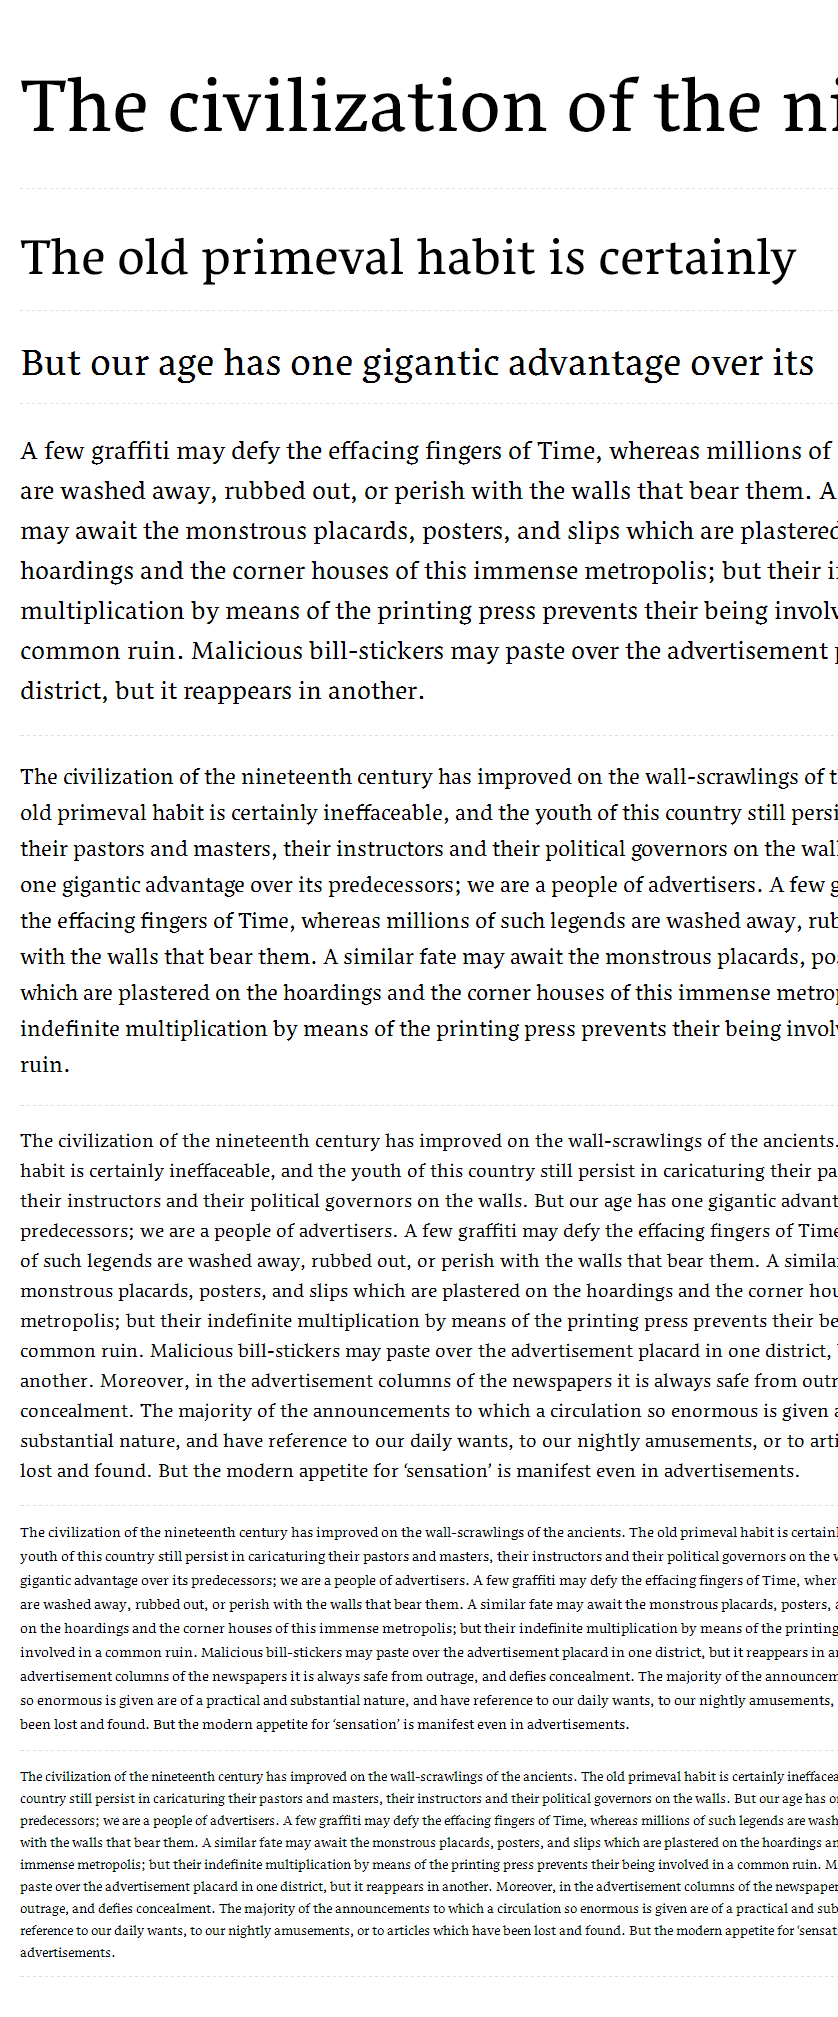 The civilization of the
The old primeval habit is certainly
But our age has one gigantic advantage over its
A few graffiti may defy the effacing fingers of Time, whereas millions of
are washed away, rubbed out, or perish with the walls that bear them. A
may await the monstrous placards, posters, and slips which are plastered
hoardings and the corner houses of this immense metropolis; but their
multiplication by means of the printing press prevents their being
common ruin. Malicious bill-stickers may paste over the advertisement
district, but it reappears in another.
The civilization of the nineteenth century has improved on the wall-scrawlings of
old primeval habit is certainly ineffaceable, and the youth of this country still
their pastors and masters, their instructors and their political governors on the
one gigantic advantage over its predecessors; we are a people of advertisers. A few
the effacing fingers of Time, whereas millions of such legends are washed away,
with the walls that bear them. A similar fate may await the monstrous placards,
which are plastered on the hoardings and the corner houses of this immense
indefinite multiplication by means of the printing press prevents their being
ruin.
The civilization of the nineteenth century has improved on the wall-scrawlings of the ancients.
habit is certainly ineffaceable, and the youth of this country still persist in caricaturing their
their instructors and their political governors on the walls. But our age has one gigantic
predecessors; we are a people of advertisers. A few graffiti may defy the effacing fingers of Time
of such legends are washed away, rubbed out, or perish with the walls that bear them. A
monstrous placards, posters, and slips which are plastered on the hoardings and the corner
metropolis; but their indefinite multiplication by means of the printing press prevents their
common ruin. Malicious bill-stickers may paste over the advertisement placard in one district,
another. Moreover, in the advertisement columns of the newspapers it is always safe from
concealment. The majority of the announcements to which a circulation so enormous is given
substantial nature, and have reference to our daily wants, to our nightly amusements, or to
lost and found. But the modern appetite for ‘sensation’ is manifest even in advertisements.
The civilization of the nineteenth century has improved on the wall-scrawlings of the ancients. The old primeval habit is
youth of this country still persist in caricaturing their pastors and masters, their instructors and their political governors on the
gigantic advantage over its predecessors; we are a people of advertisers. A few graffiti may defy the effacing fingers of Time,
are washed away, rubbed out, or perish with the walls that bear them. A similar fate may await the monstrous placards, posters,
on the hoardings and the corner houses of this immense metropolis; but their indefinite multiplication by means of the printing
involved in a common ruin. Malicious bill-stickers may paste over the advertisement placard in one district, but it reappears in
advertisement columns of the newspapers it is always safe from outrage, and defies concealment. The majority of the
so enormous is given are of a practical and substantial nature, and have reference to our daily wants, to our nightly amusements,
been lost and found. But the modern appetite for ‘sensation’ is manifest even in advertisements.
The civilization of the nineteenth century has improved on the wall-scrawlings of the ancients. The old primeval habit is certainly
country still persist in caricaturing their pastors and masters, their instructors and their political governors on the walls. But our age has
predecessors; we are a people of advertisers. A few graffiti may defy the effacing fingers of Time, whereas millions of such legends are
with the walls that bear them. A similar fate may await the monstrous placards, posters, and slips which are plastered on the hoardings
immense metropolis; but their indefinite multiplication by means of the printing press prevents their being involved in a common ruin.
paste over the advertisement placard in one district, but it reappears in another. Moreover, in the advertisement columns of the
outrage, and defies concealment. The majority of the announcements to which a circulation so enormous is given are of a practical and
reference to our daily wants, to our nightly amusements, or to articles which have been lost and found. But the modern appetite for
advertisements.